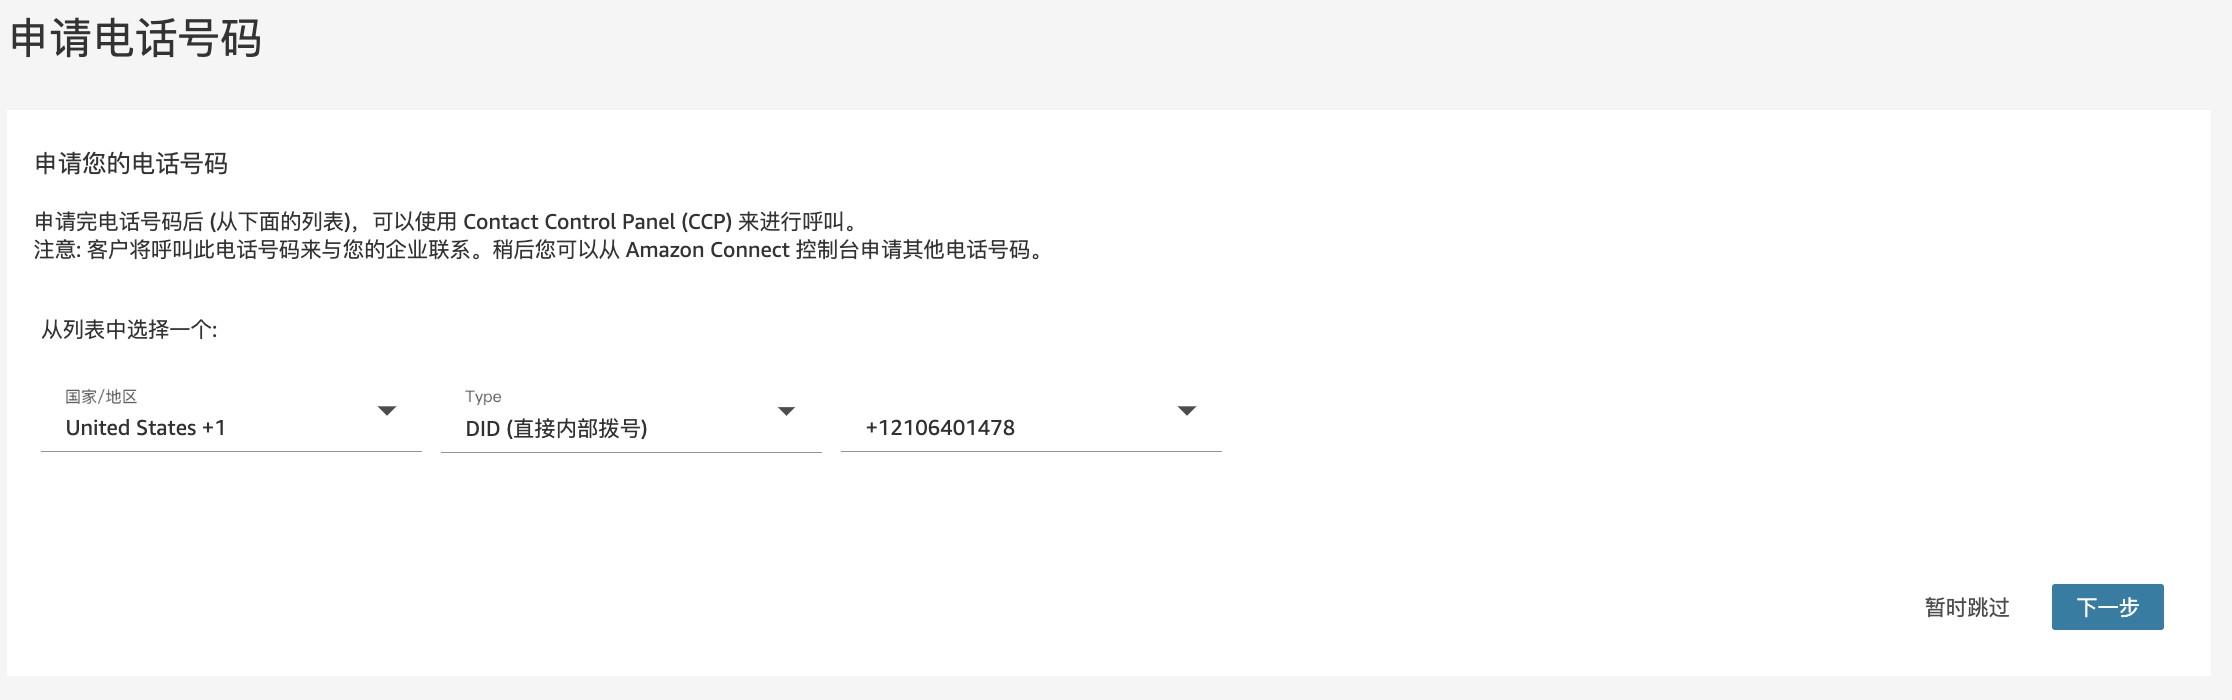 申请电话号码
申请您的电话号码
申请完电话号码后 (从下面的列表)，可以使用 Contact Control Panel (CCP) 来进行呼叫。
注意: 客户将呼叫此电话号码来与您的企业联系。稍后您可以从 Amazon Connect 控制台申请其他电话号码。
从列表中选择一个:
国家/地区
United States +1
Type
DID (直接内部拨号)
+12106401478
暂时跳过
下一步